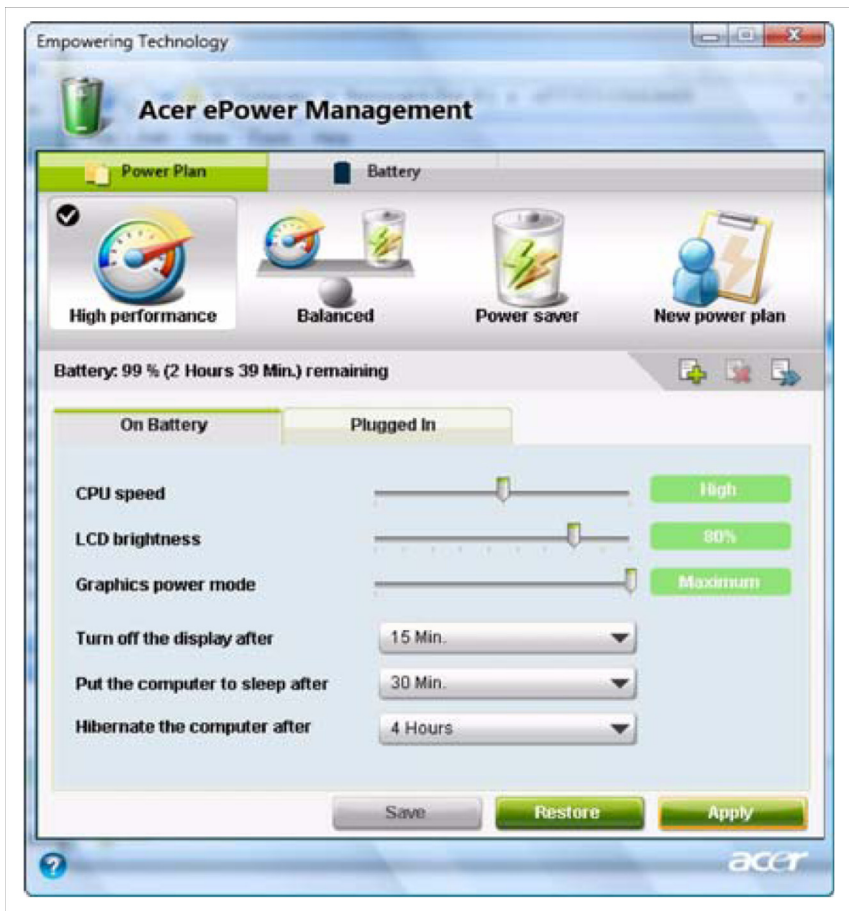 Empowering Technology
Acer ePower Management
Power Plan
Battery
High performance
Balanced
Power saver
New power plan
Battery: 99 % (2 Hours 39 Min.) remaining
On Battery
Plugged In
CPU speed
High
LCD brightness
80%
Graphics power mode
Maximum
Turn off the display after
15 Min.
Put the computer to sleep after
30 Min.
Hibernate the computer after
4 Hours
Save
Restore
Apply
?
acer